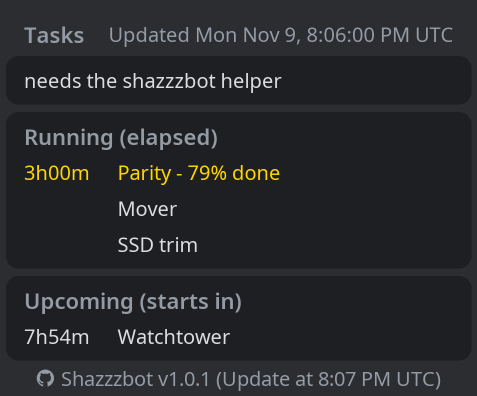 Tasks Updated Mon Nov 9, 8:06:00 PM UTC
needs the shazzzbot helper
Running (elapsed)
3h00m Parity - 79% done
Mover
SSD trim
Upcoming (starts in)
7h54m Watchtower
Shazzzbot v1.0.1 (Update at 8:07 PM UTC)